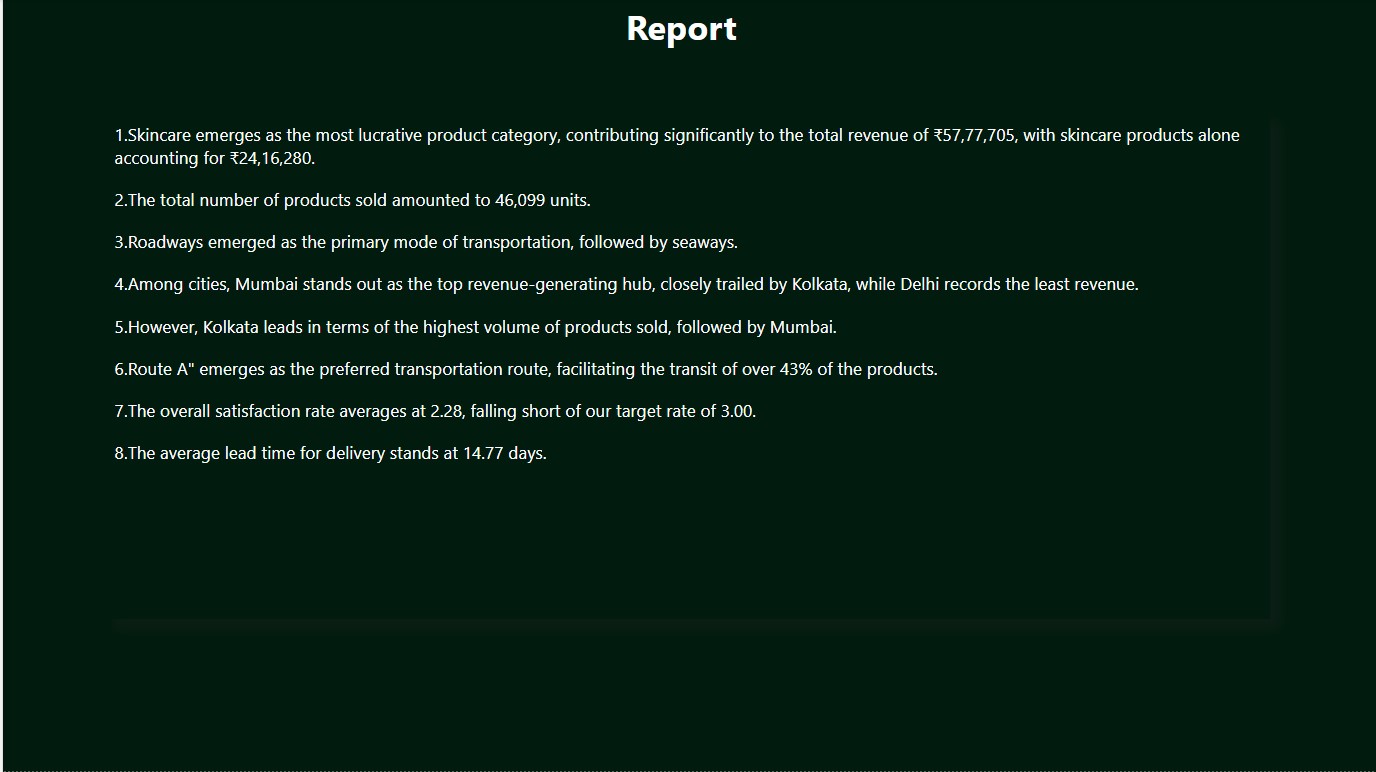 Report
1.Skincare emerges as the most lucrative product category, contributing significantly to the total revenue of ₹57,77,705, with skincare products alone
accounting for ₹24,16,280.
2.The total number of products sold amounted to 46,099 units.
3.Roadways emerged as the primary mode of transportation, followed by seaways.
4.Among cities, Mumbai stands out as the top revenue-generating hub, closely trailed by Kolkata, while Delhi records the least revenue.
5.However, Kolkata leads in terms of the highest volume of products sold, followed by Mumbai.
6.Route A" emerges as the preferred transportation route, facilitating the transit of over 43% of the products.
7.The overall satisfaction rate averages at 2.28, falling short of our target rate of 3.00.
8.The average lead time for delivery stands at 14.77 days.